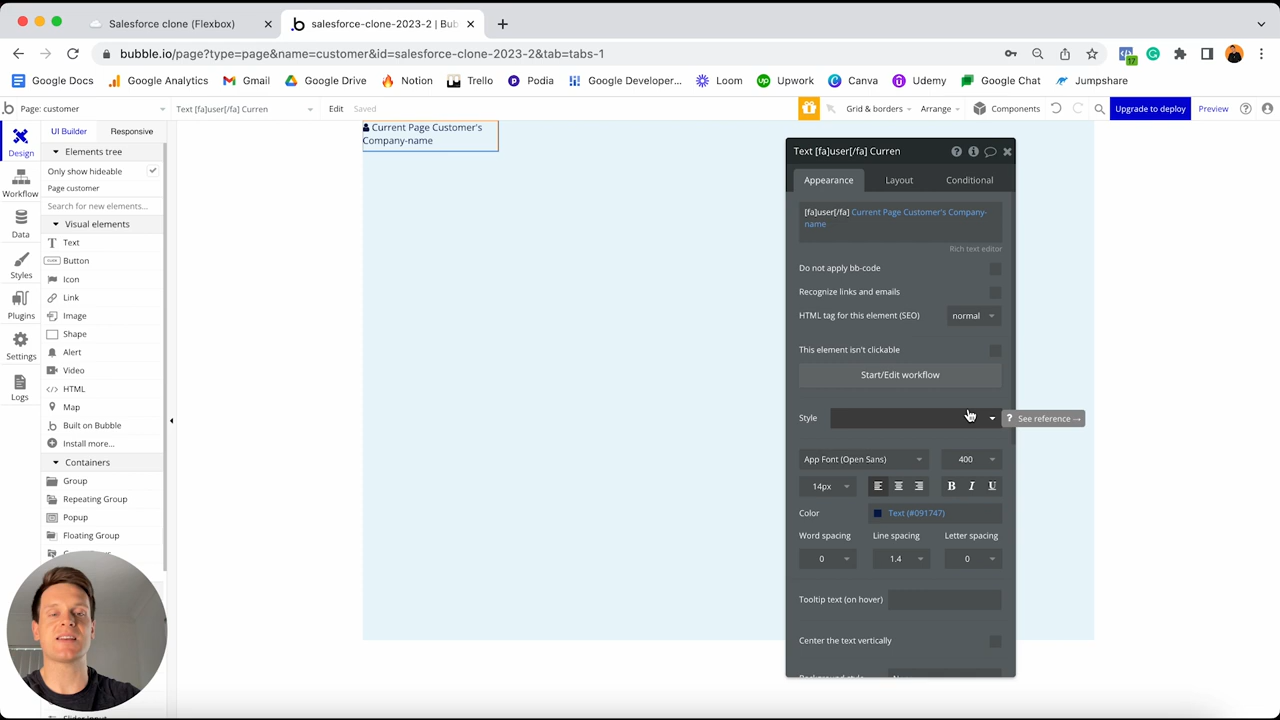 Salesforce clone (Flexbox)
salesforce-clone-2023-2 | Bub
bubble.io/page?type=page&name=customer&id=salesforce-clone-2023-2&tab=tabs-1
17
Google Docs
Google Analytics
Gmail
Google Drive
Notion
Trello
Podia
Google Developer...
Loom
Upwork
Canva
Udemy
Google Chat
Jumpshare
Page: customer
Text [fa]user[/fa] Curren
Edit
Saved
Grid & borders
Arrange
Components
Upgrade to deploy
Preview
Design
Workflow
Data
Styles
Plugins
Settings
Logs
UI Builder
Responsive
Elements tree
Only show hideable
Page customer
Search for new elements...
Visual elements
Text
Button
Icon
Link
Image
Shape
Alert
Video
HTML
Map
Built on Bubble
Install more...
Containers
Group
Repeating Group
Popup
Floating Group
Slider Input
Current Page Customer's
Company-name
Text [fa]user[/fa] Curren
Appearance
Layout
Conditional
[fa]user[/fa] Current Page Customer's Company-
name
Rich text editor
Do not apply bb-code
Recognize links and emails
HTML tag for this element (SEO)
normal
This element isn't clickable
Start/Edit workflow
Style
? See reference →
App Font (Open Sans)
400
14px
B I U
Color
Text (#091747)
Word spacing
Line spacing
Letter spacing
0
1.4
0
Tooltip text (on hover)
Center the text vertically